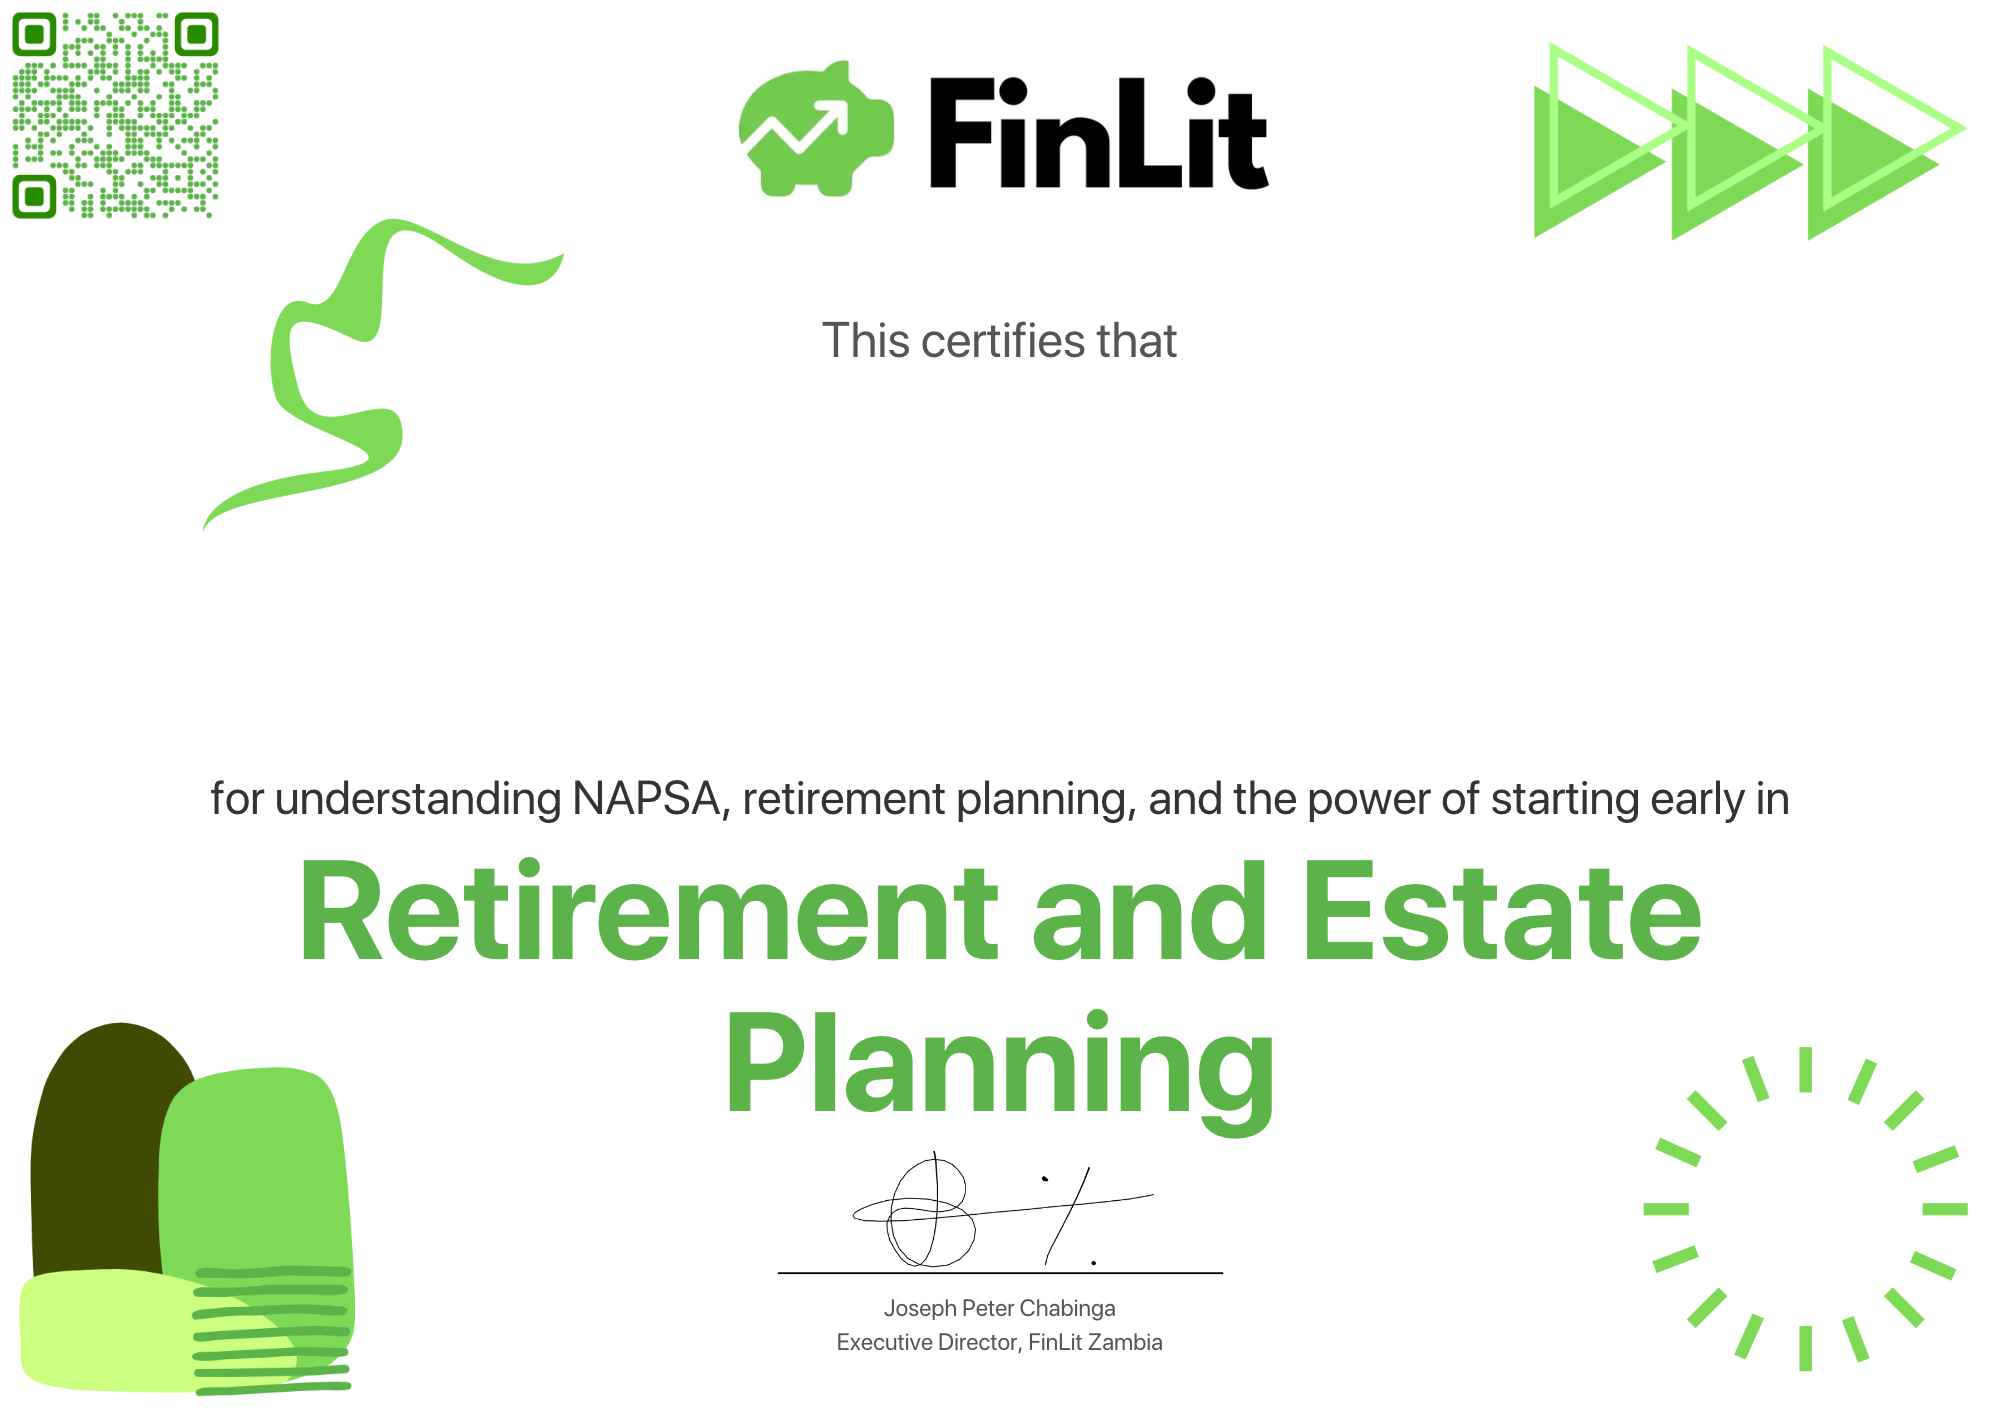 FinLit
This certifies that
for understanding NAPSA, retirement planning, and the power of starting early in
Retirement and Estate
Planning
Joseph Peter Chabinga
Executive Director, FinLit Zambia